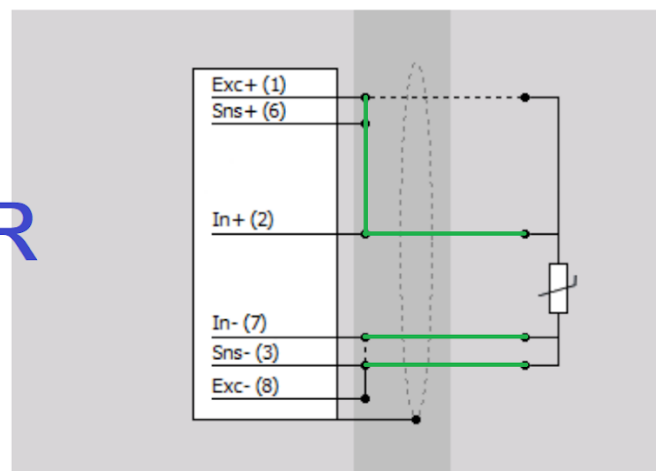 Exc+ (1)
Sns+ (6)
R
In+ (2)
In- (7)
Sns- (3)
Exc- (8)